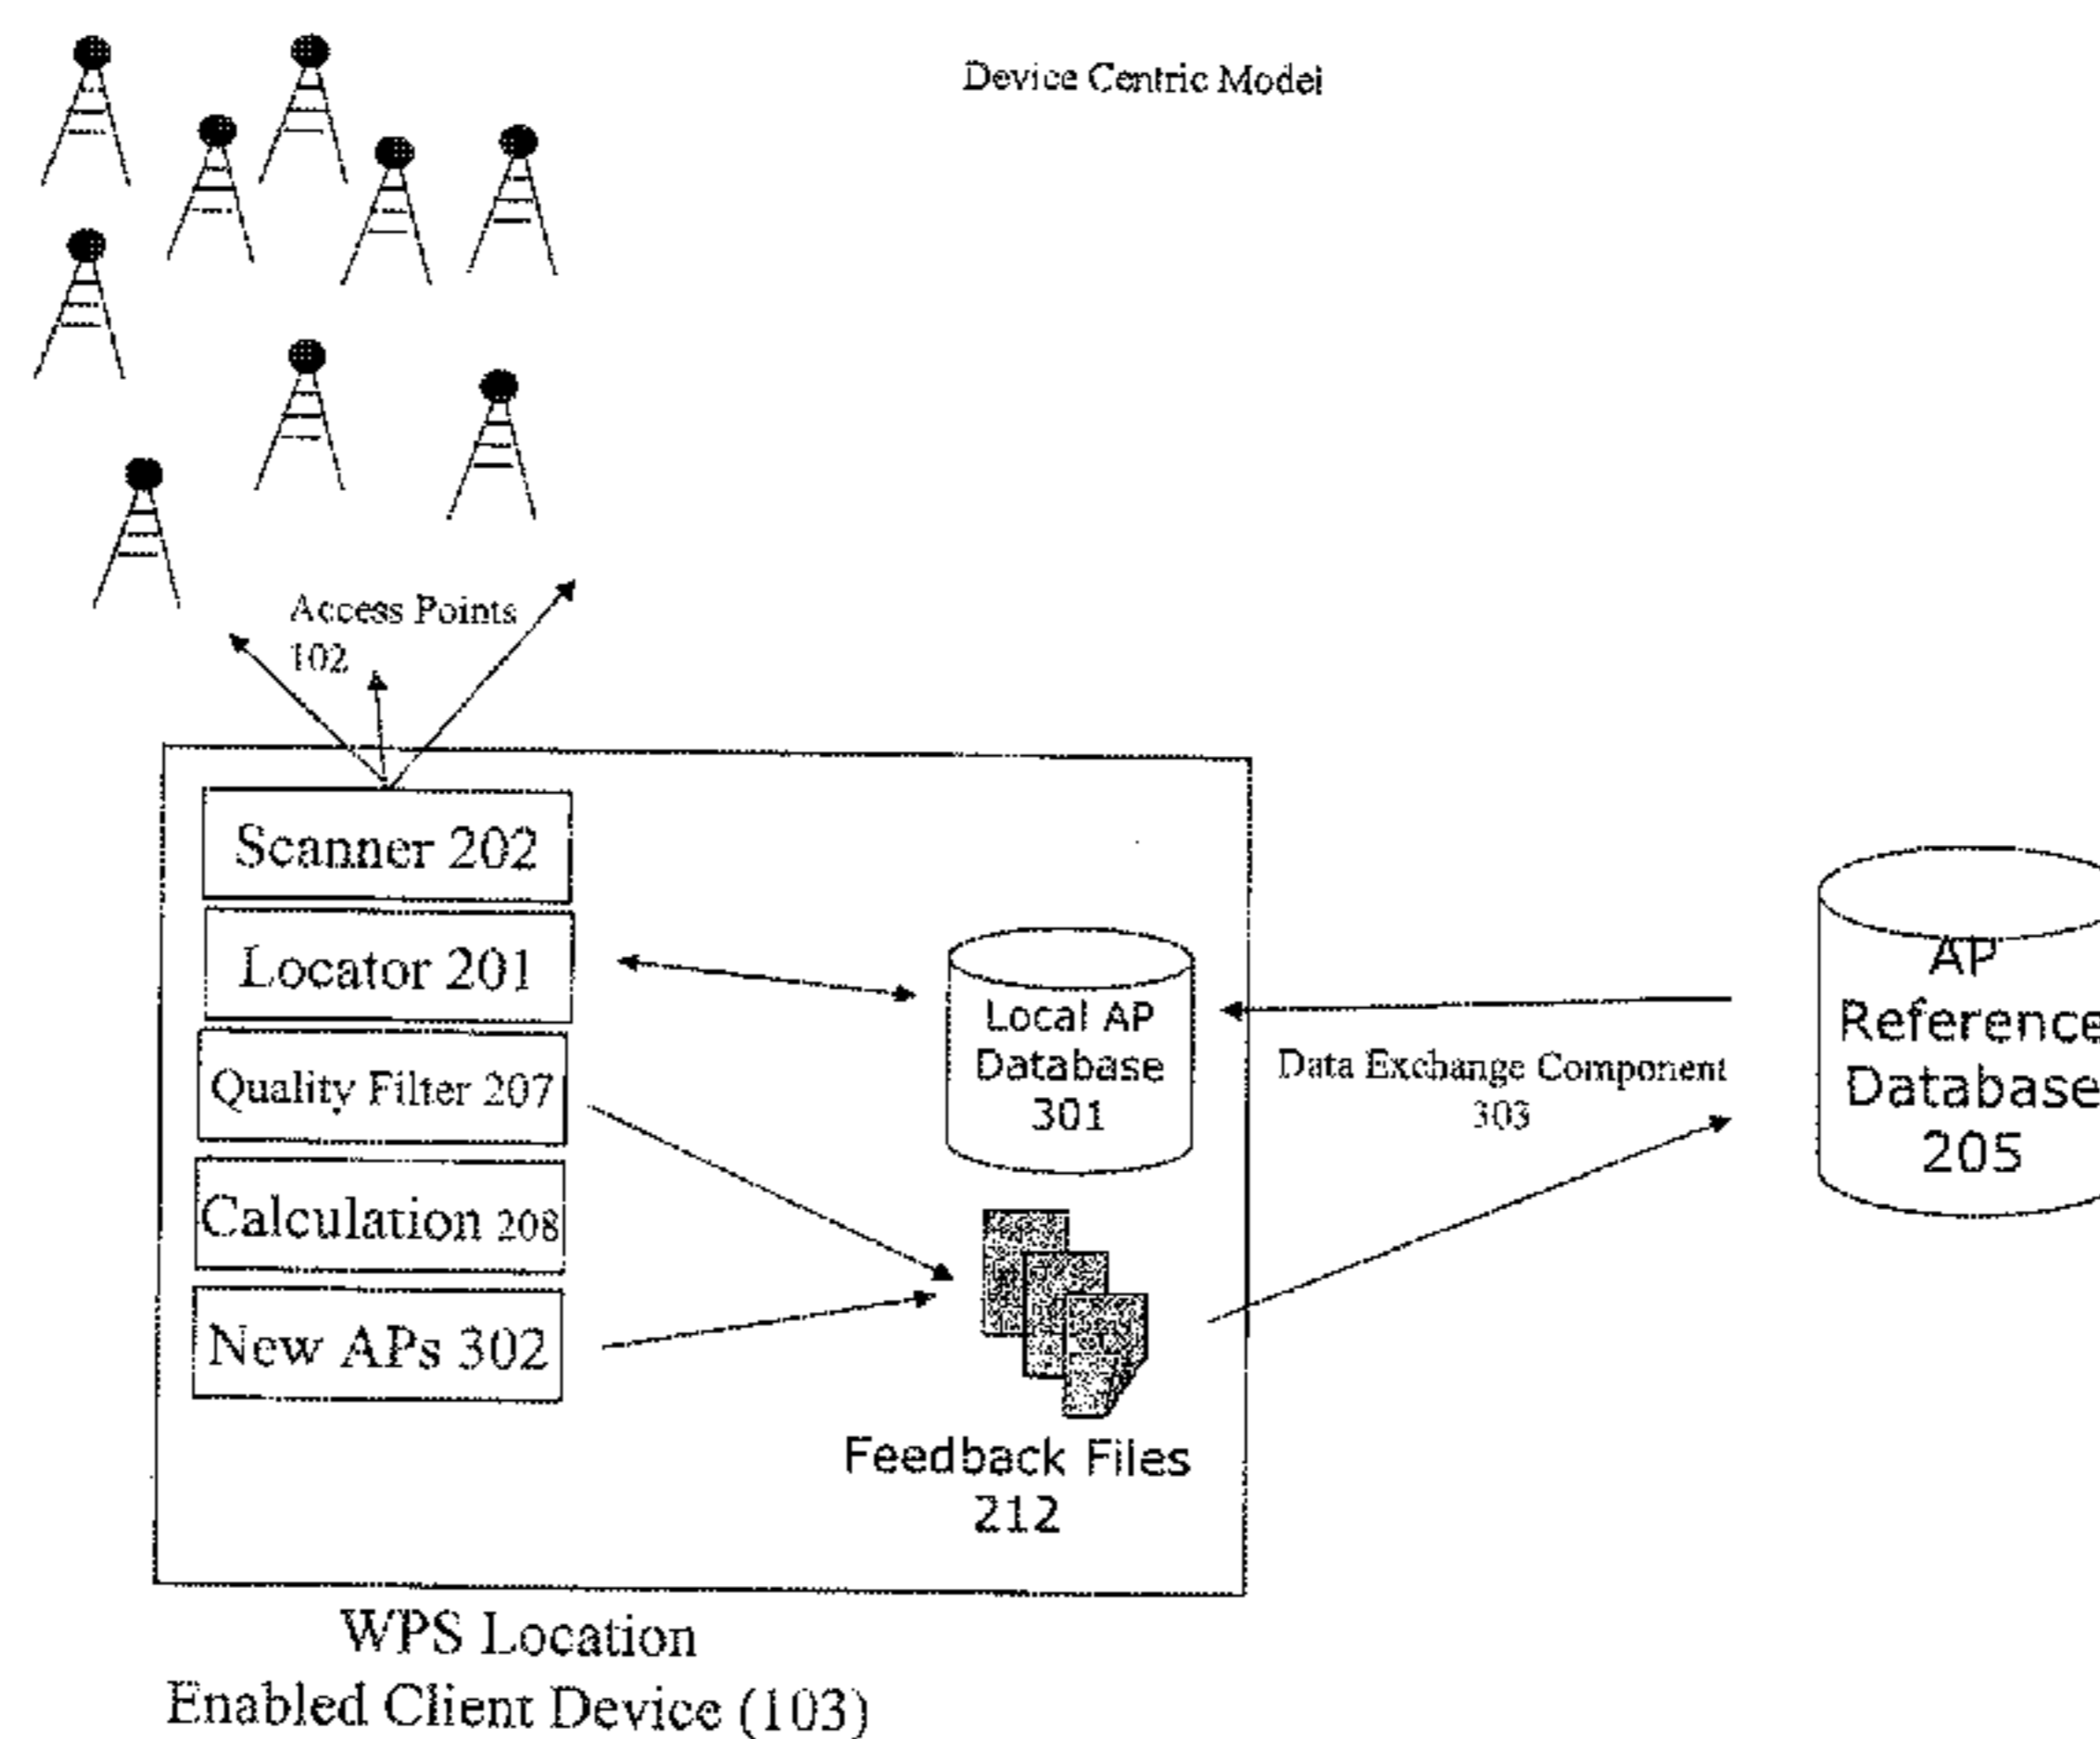 Device Centric Model
Access Points
102
Scanner 202
Locator 201
Quality Filter 207
Calculation 208
New APs 302
Local AP
Database
301
Feedback Files
212
Data Exchange Component
303
AP
Reference
Database
205
WPS Location
Enabled Client Device (103)